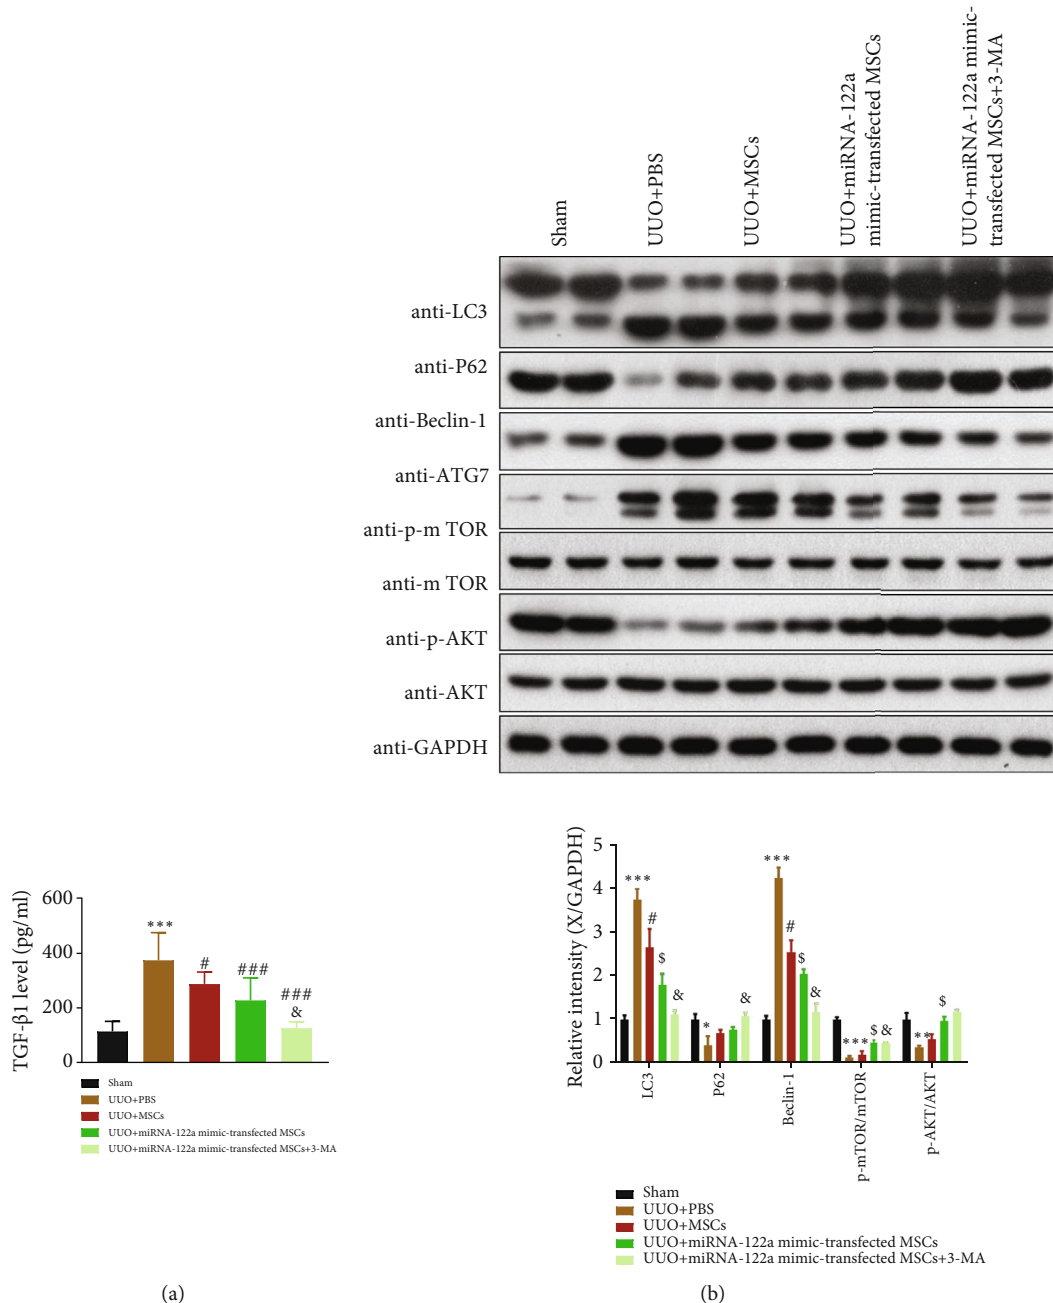 Sham
UUO+PBS
UUO+MSCs
UUO+miRNA-122a
mimic-transfected MSCs
UUO+miRNA-122a mimic-
transfected MSCs+3-MA
anti-LC3
anti-P62
anti-Beclin-1
anti-ATG7
anti-p-m TOR
anti-m TOR
anti-p-AKT
anti-AKT
anti-GAPDH
TGF-β1 level (pg/ml)
600
400
200
0
***
#
###
###
&
Sham
UUO+PBS
UUO+MSCs
UUO+miRNA-122a mimic-transfected MSCs
UUO+miRNA-122a mimic-transfected MSCs+3-MA
(a)
Relative intensity (X/GAPDH)
5
4
3
2
1
0
***
#
$
&
*
&
***
#
$
&
***
$
&
**
$
LC3
P62
Beclin-1
p-mTOR/mTOR
p-AKT/AKT
Sham
UUO+PBS
UUO+MSCs
UUO+miRNA-122a mimic-transfected MSCs
UUO+miRNA-122a mimic-transfected MSCs+3-MA
(b)